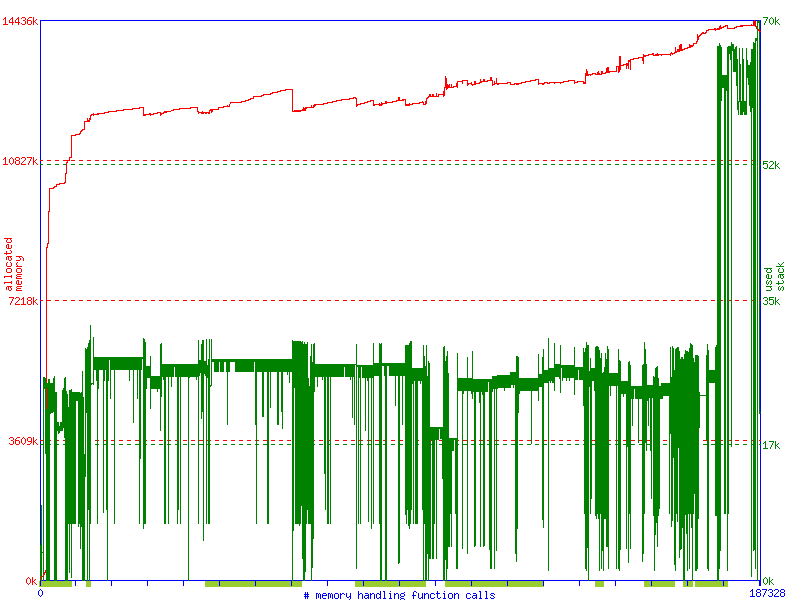 14436k
70k
10827k
52k
allocated
memory
used
stack
7218k
35k
3609k
17k
0k
0k
0
# memory handling function calls
187328